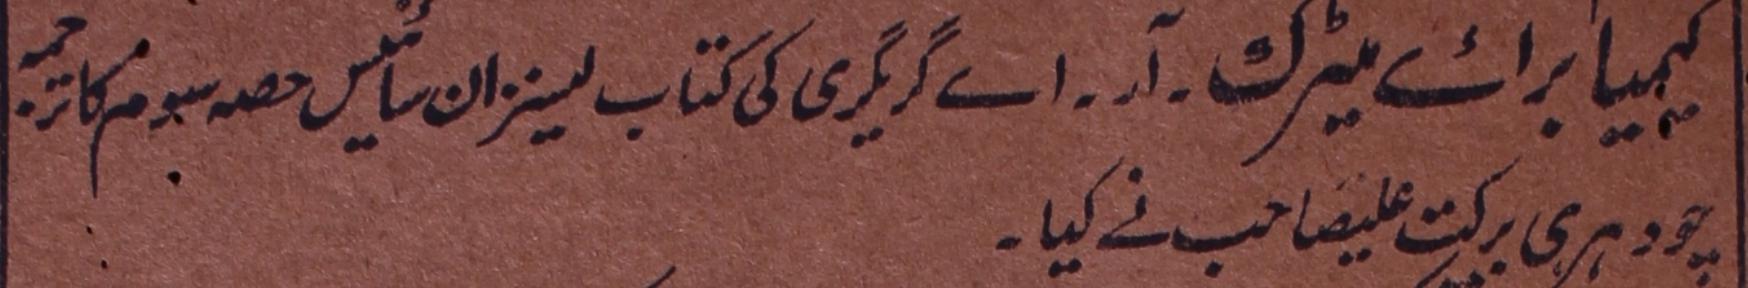 کیمیا برائے میٹرک۔ آر۔ اے گریگری کی کتاب لیسنز ان سائنس حصہ سوم کا ترجمہ
چودہری برکت علیصاحب نے کیا۔